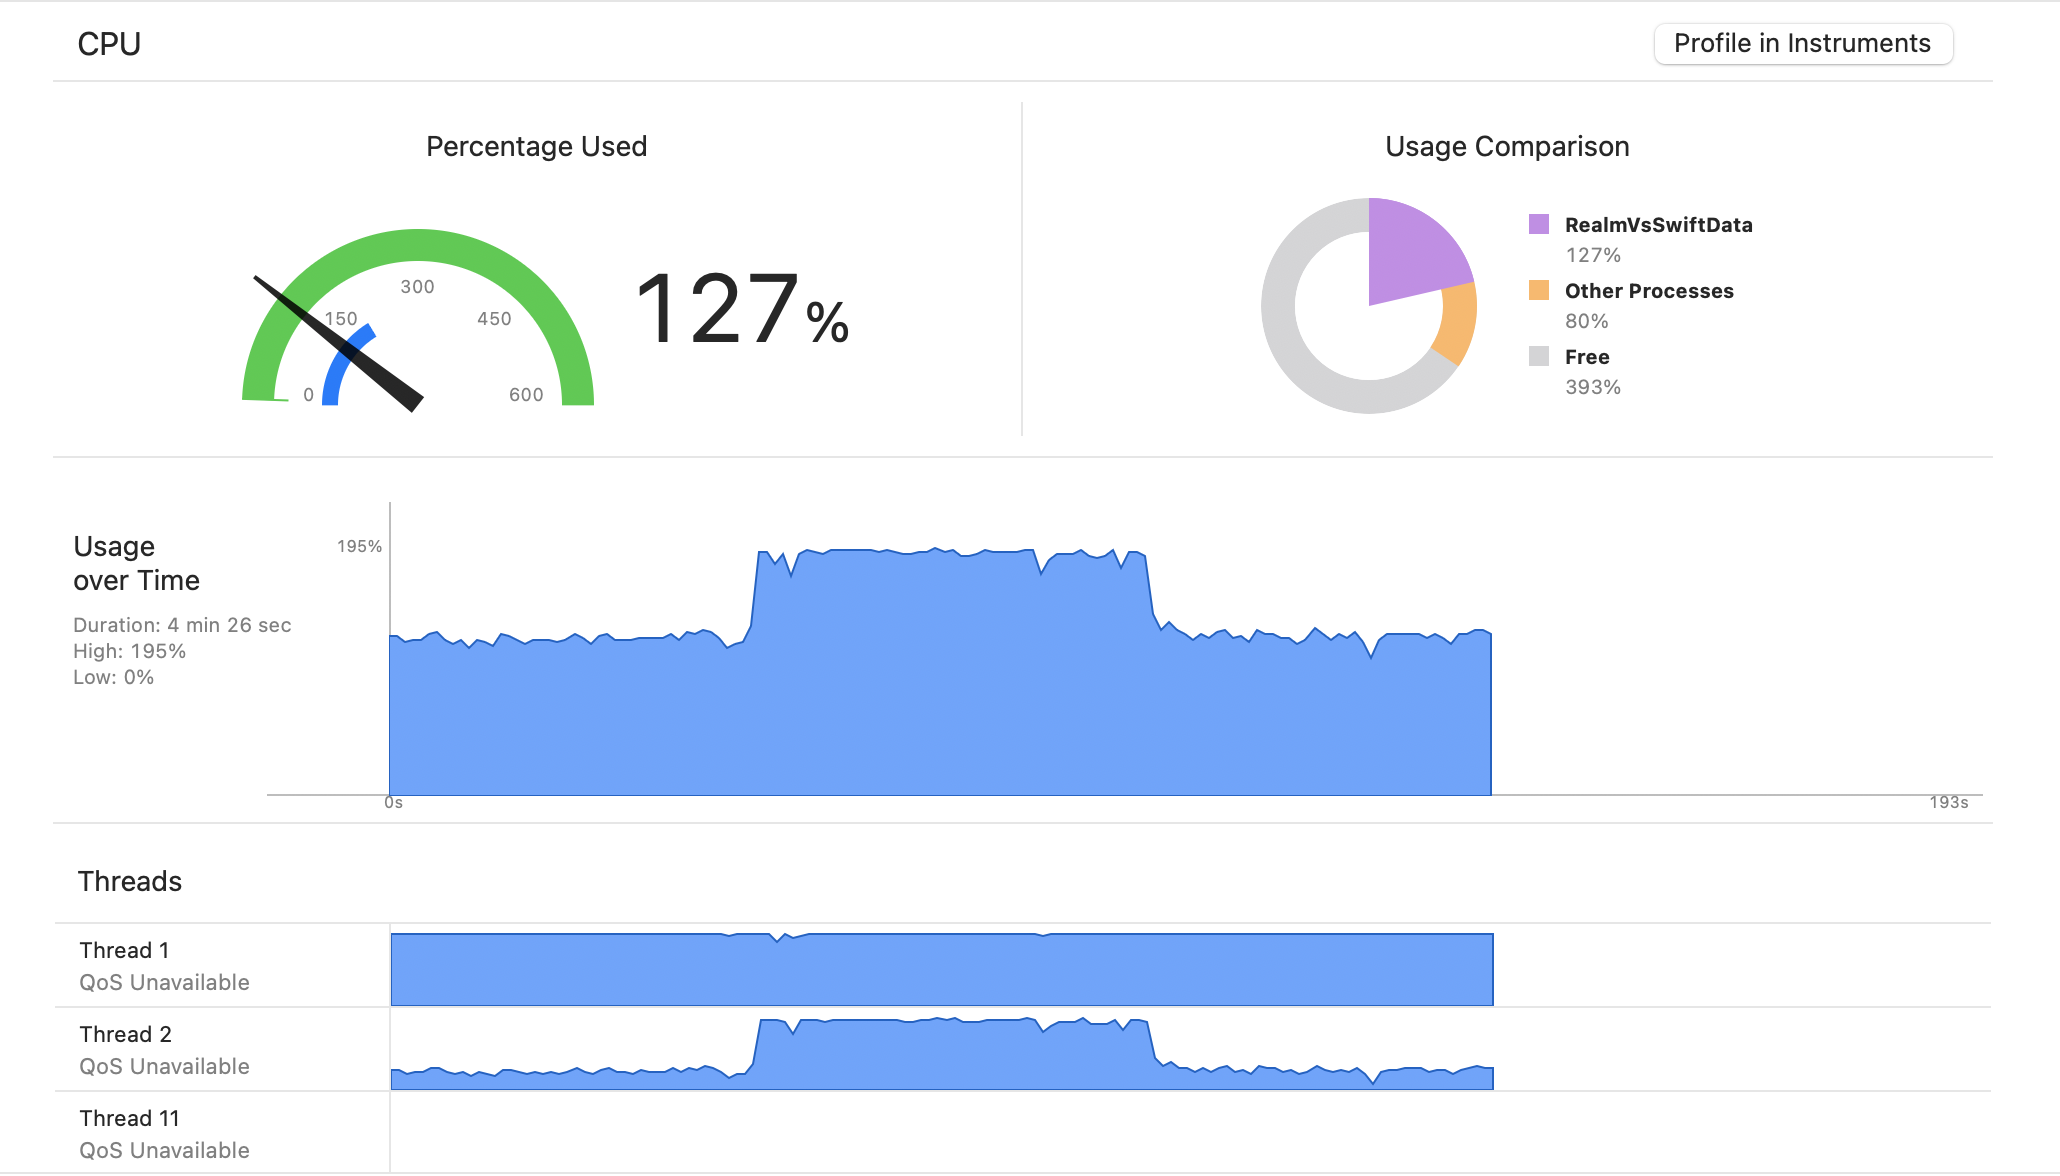 CPU
Profile in Instruments
Percentage Used
0
150
300
450
600
127%
Usage Comparison
RealmVsSwiftData
127%
Other Processes
80%
Free
393%
Usage
over Time
Duration: 4 min 26 sec
High: 195%
Low: 0%
195%
0s
193s
Threads
Thread 1
QoS Unavailable
Thread 2
QoS Unavailable
Thread 11
QoS Unavailable